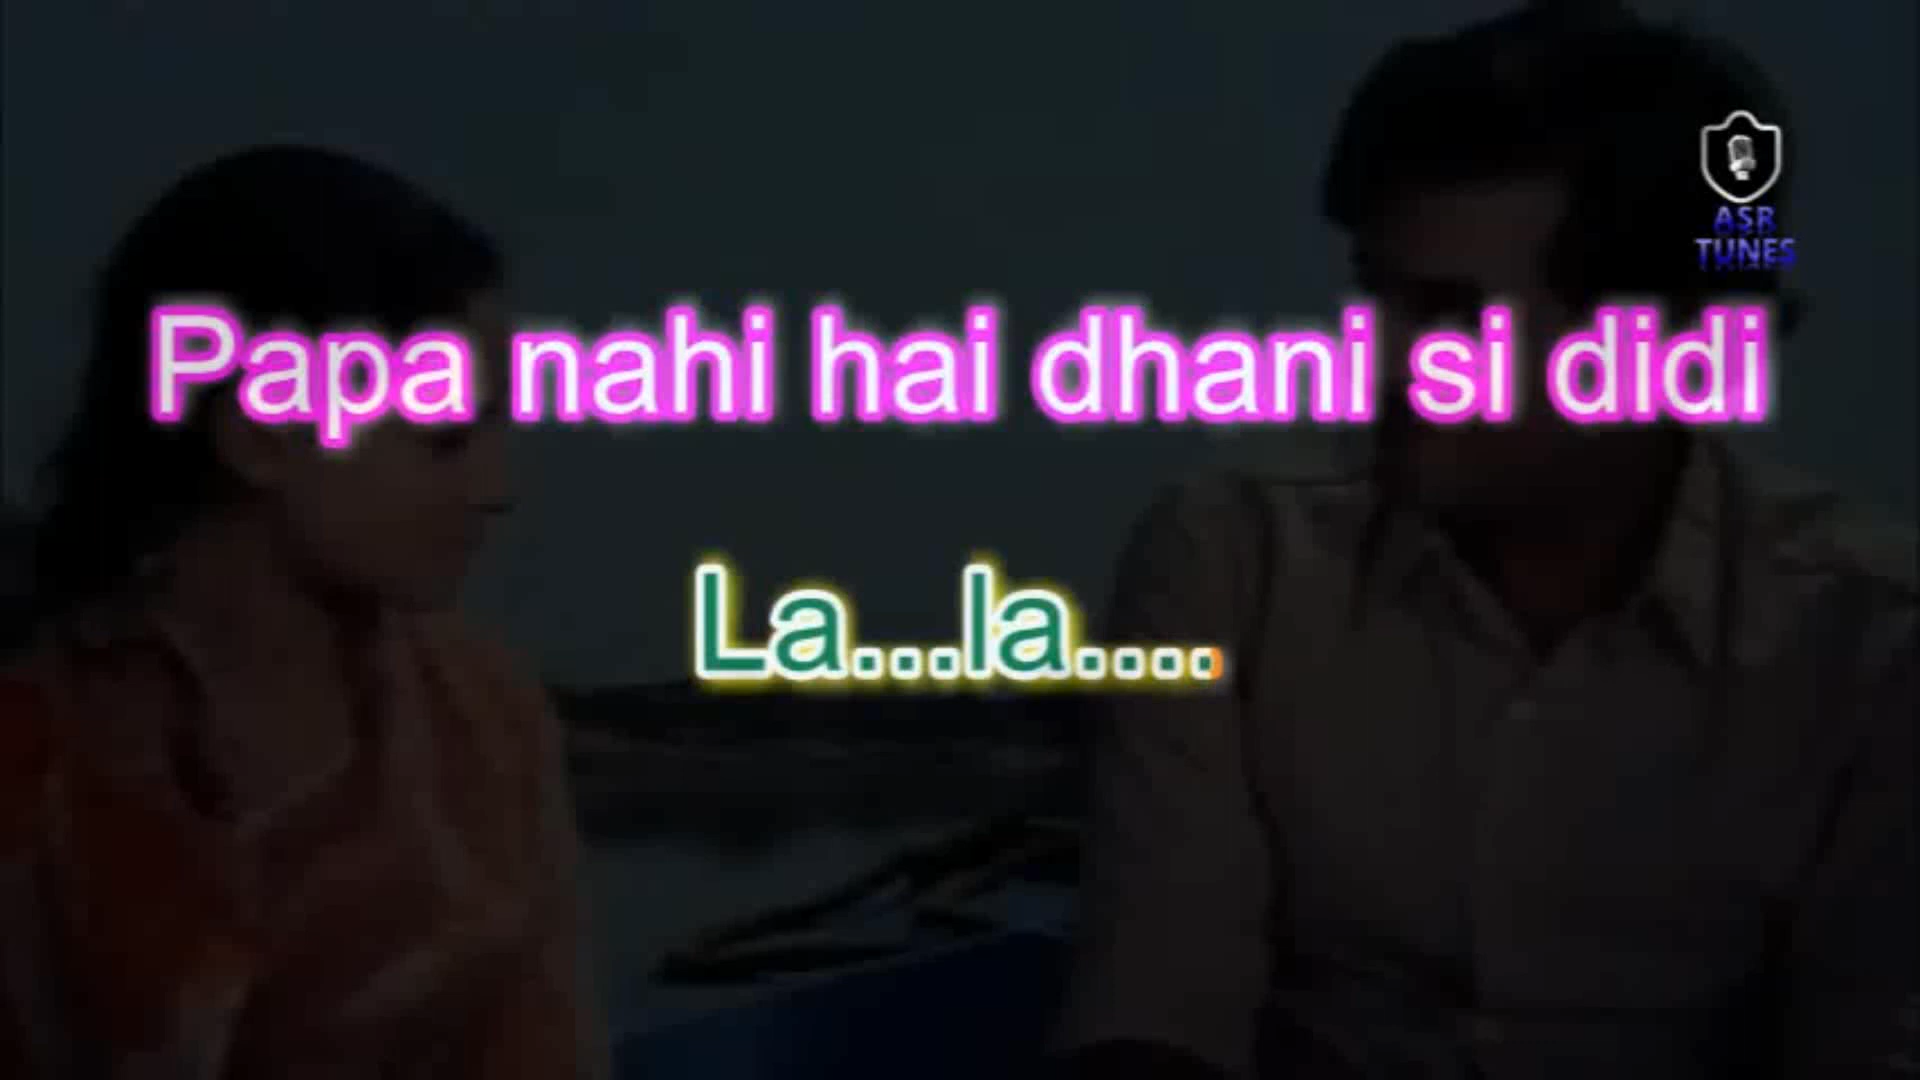 ASR
TUNES
Papa nahi hai dhani si didi
La...la....